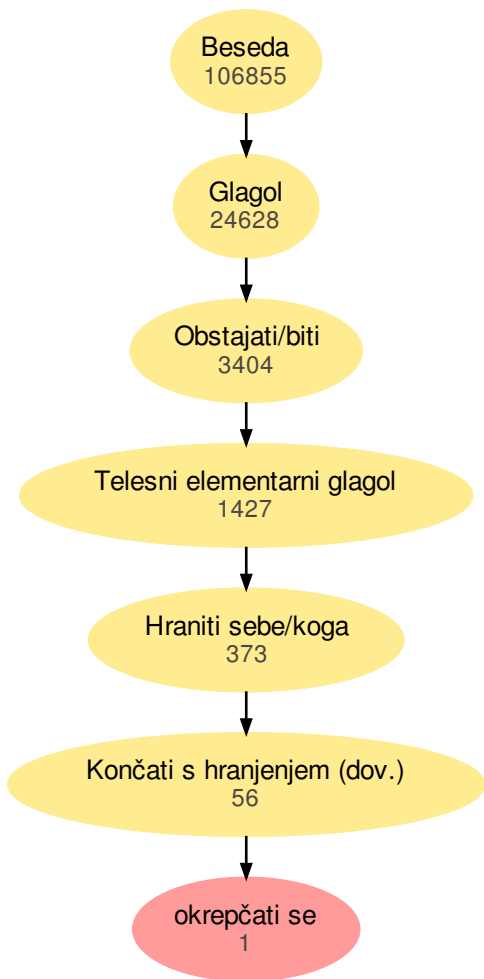 Beseda
106855
Glagol
24628
Obstajati/biti
3404
Telesni elementarni glagol
1427
Hraniti sebe/koga
373
Končati s hranjenjem (dov.)
56
okrepčati se
1